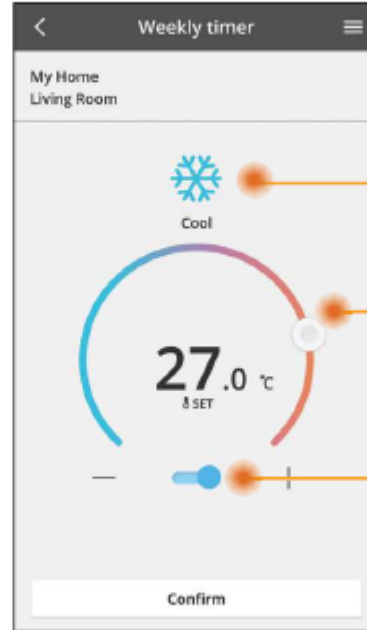 Weekly timer
My Home
Living Room
Cool
27.0 ℃
SET
Confirm